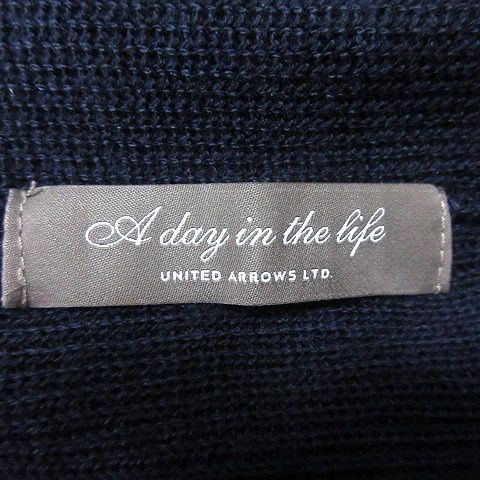 A day in the life
UNITED ARROWS LTD.